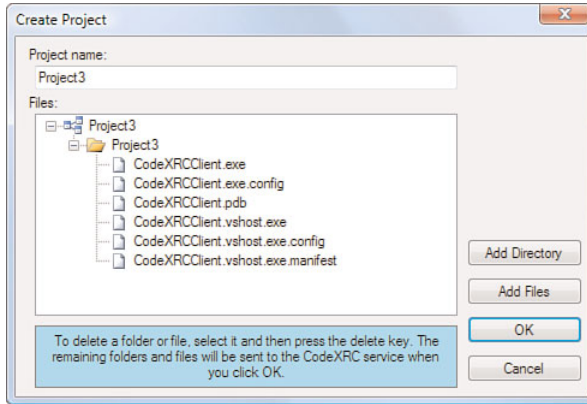 Create Project
Project name:
Project3
Files:
Project3
Project3
CodeXRCClient.exe
CodeXRCClient.exe.config
CodeXRCClient.pdb
CodeXRCClient.vshost.exe
CodeXRCClient.vshost.exe.config
CodeXRCClient.vshost.exe.manifest
Add Directory
Add Files
OK
Cancel
To delete a folder or file, select it and then press the delete key. The
remaining folders and files will be sent to the CodeXRC service when
you click OK.